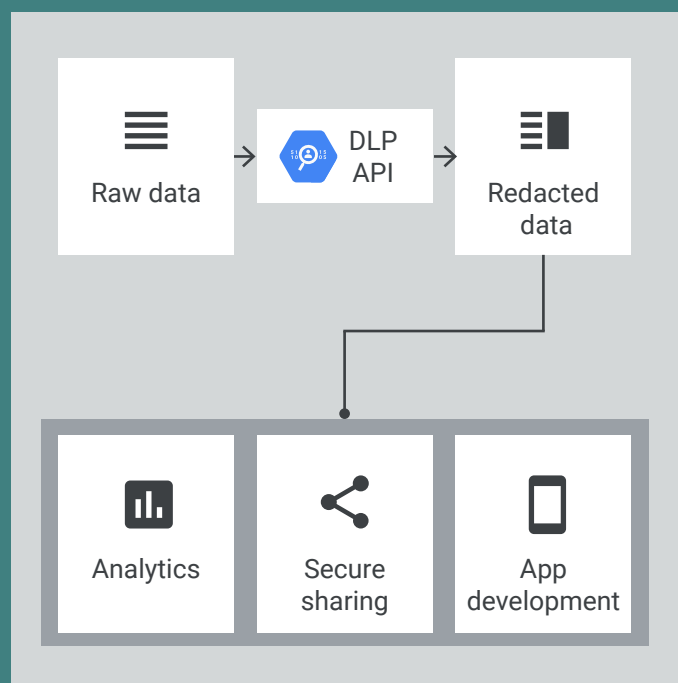 Raw data
DLP
API
Redacted
data
Analytics
Secure
sharing
App
development